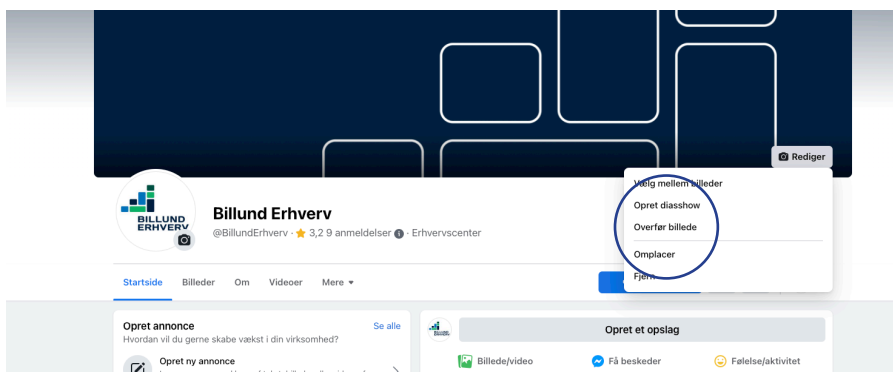 Rediger
Vælg mellem billeder
Opret diasshow
Overfør billede
Omplacer
Fjern
BILLUND
ERHVERV
Billund Erhverv
@BillundErhverv · 3,2 9 anmeldelser · Erhvervscenter
Startside Billeder Om Videoer Mere
Opret annonce Se alle
Hvordan vil du gerne skabe vækst i din virksomhed?
Opret ny annonce
Opret et opslag
Billede/video Få beskeder Følelse/aktivitet